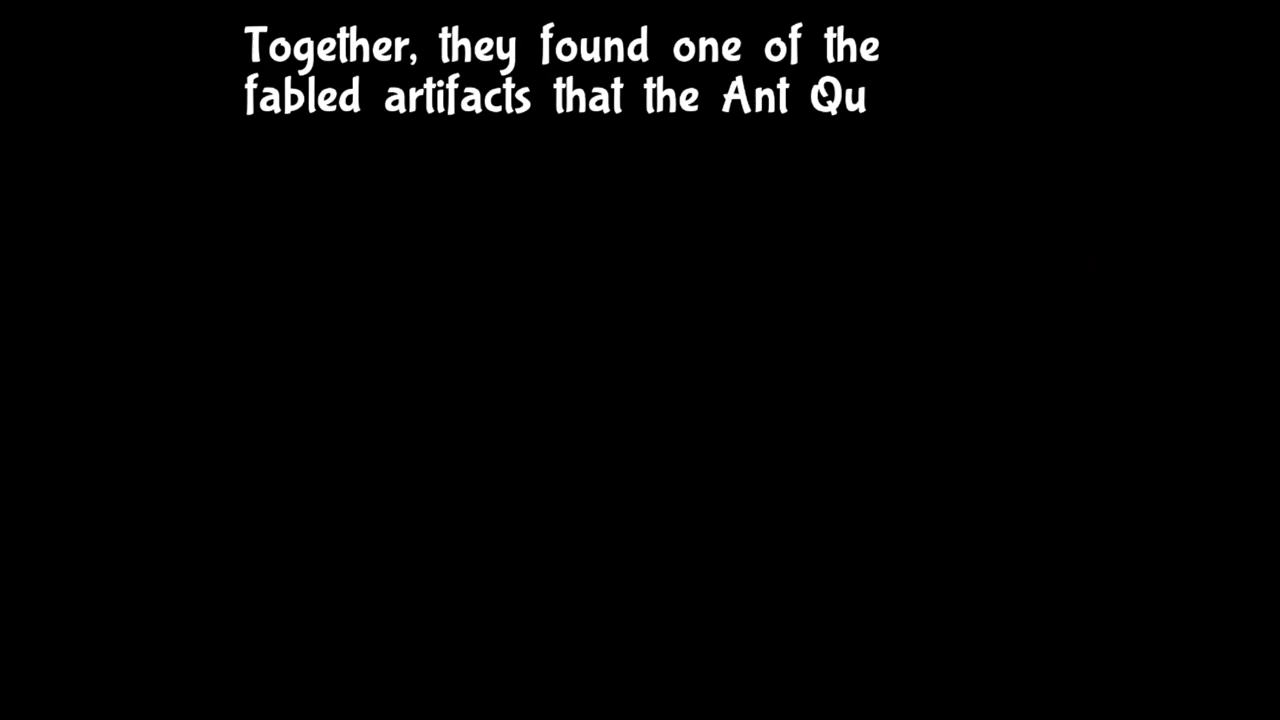 Together, they found one of the
fabled artifacts that the Ant Qu